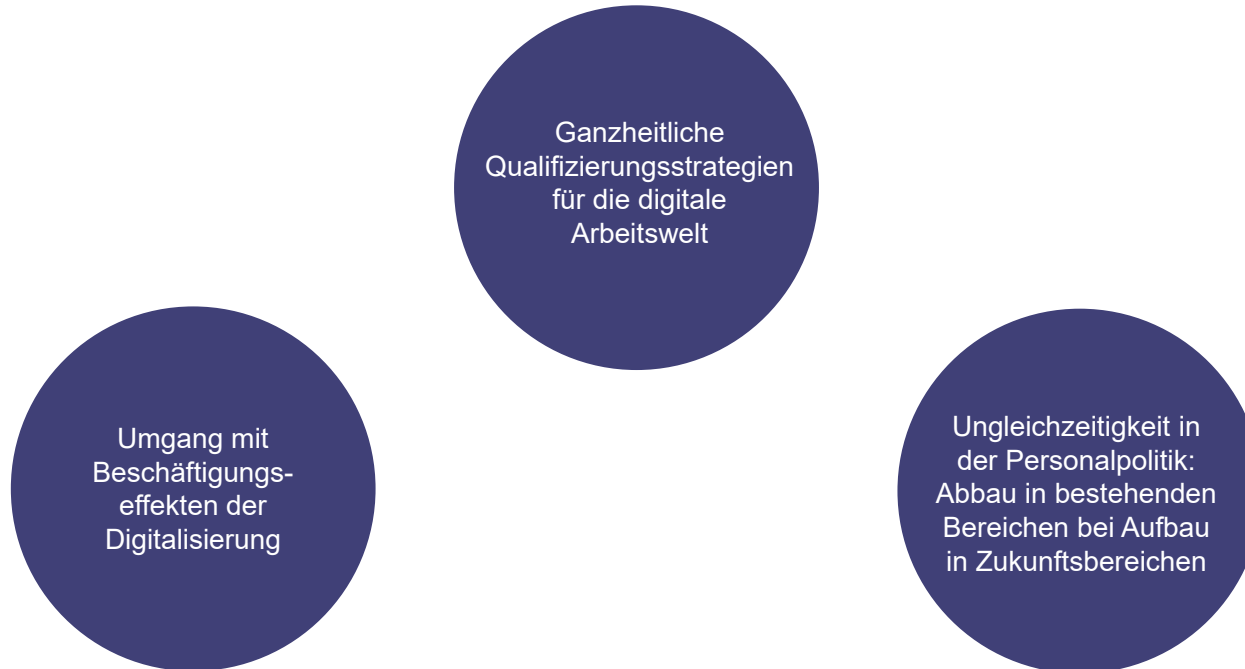 Ganzheitliche
Qualifizierungsstrategien
für die digitale
Arbeitswelt
Umgang mit
Beschäftigungs-
effekten der
Digitalisierung
Ungleichzeitigkeit in
der Personalpolitik:
Abbau in bestehenden
Bereichen bei Aufbau
in Zukunftsbereichen